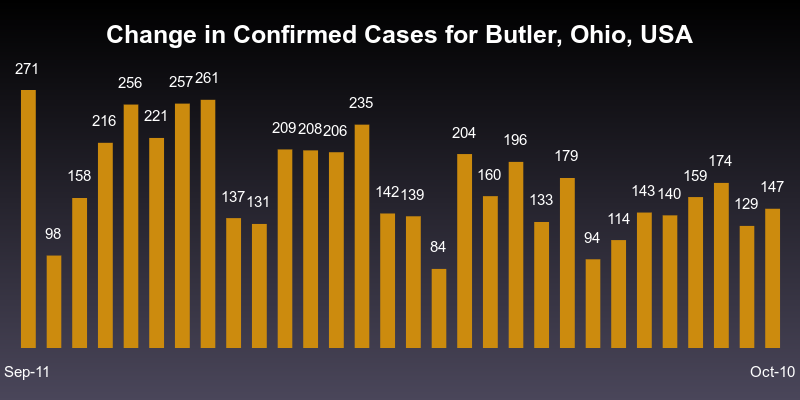 Change in Confirmed Cases for Butler, Ohio, USA
271 98 158 216 256 221 257 261 137 131 209 208 206 235 142 139 84 204 160 196 133 179 94 114 143 140 159 174 129 147
Sep-11 Oct-10